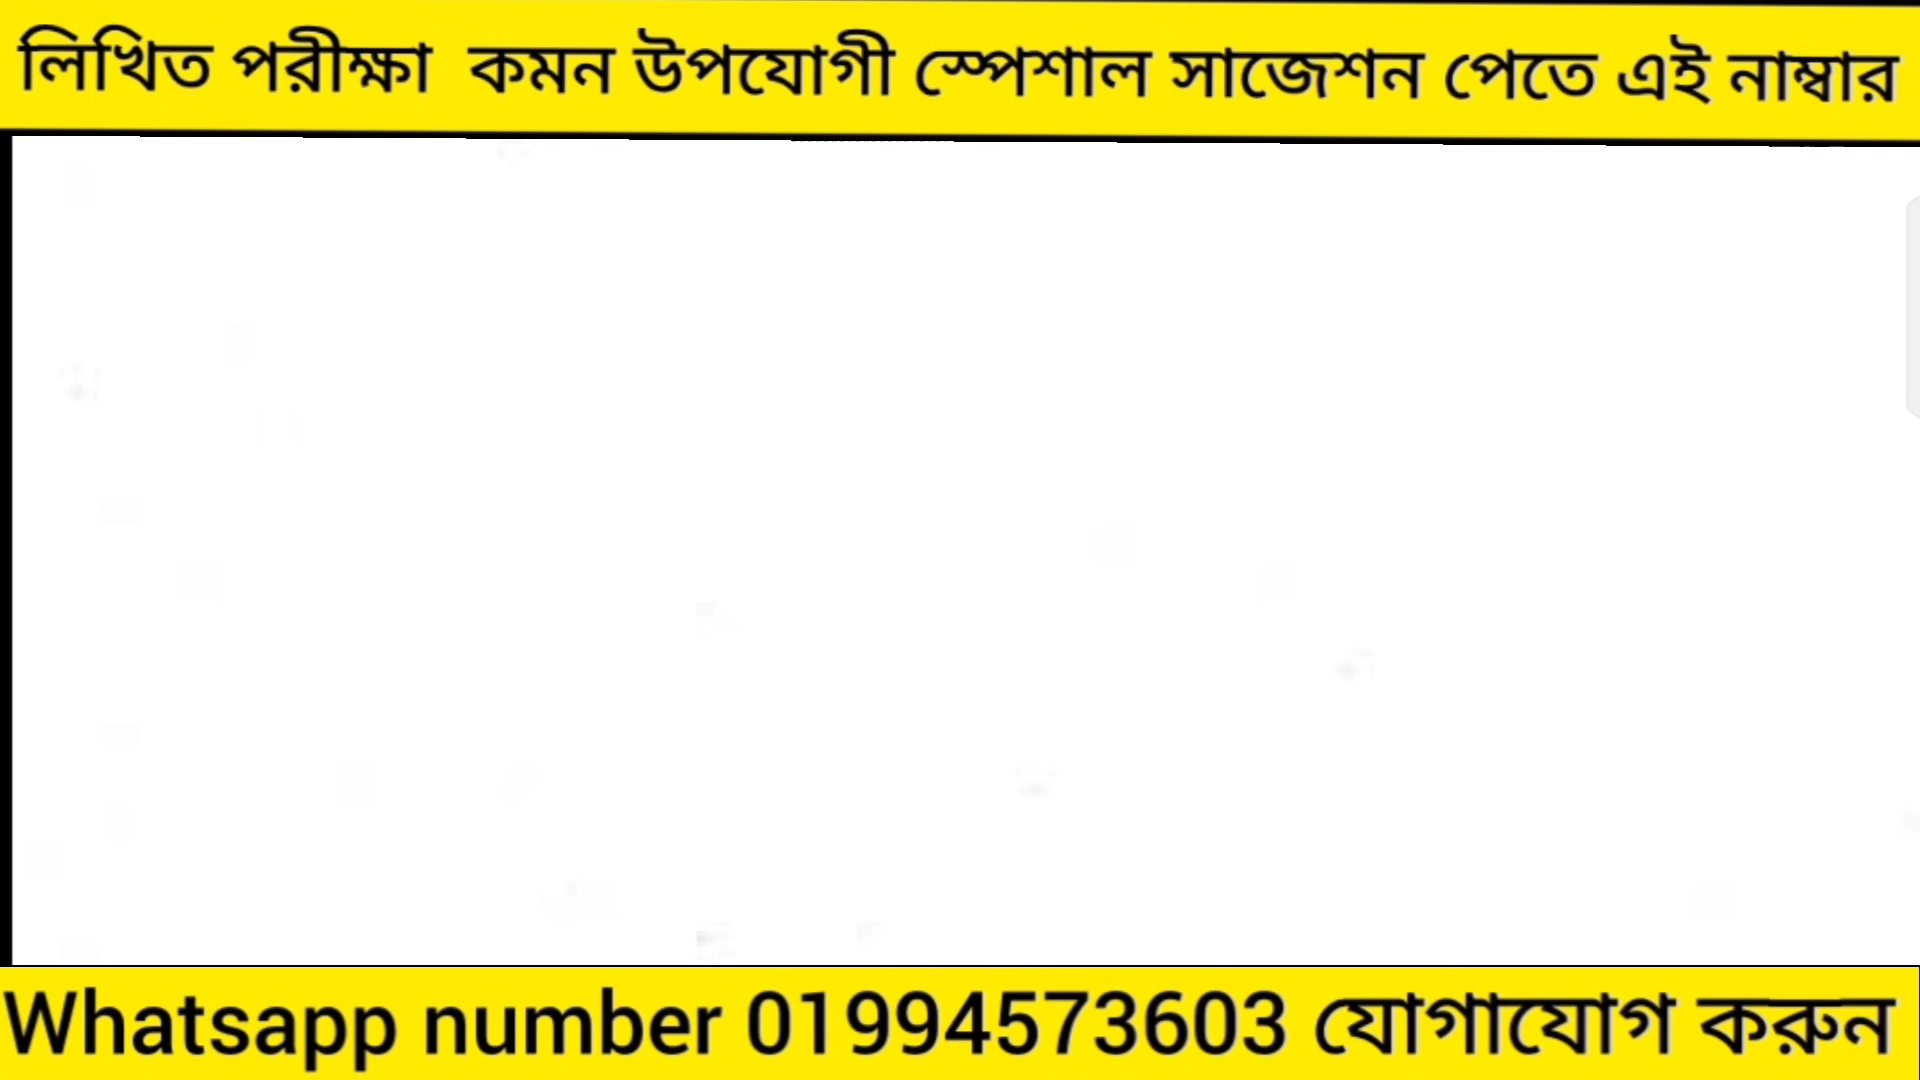 লিখিত পরীক্ষা কমন উপযোগী স্পেশাল সাজেশন পেতে এই নাম্বার
Whatsapp number 01994573603 যোগাযোগ করুন